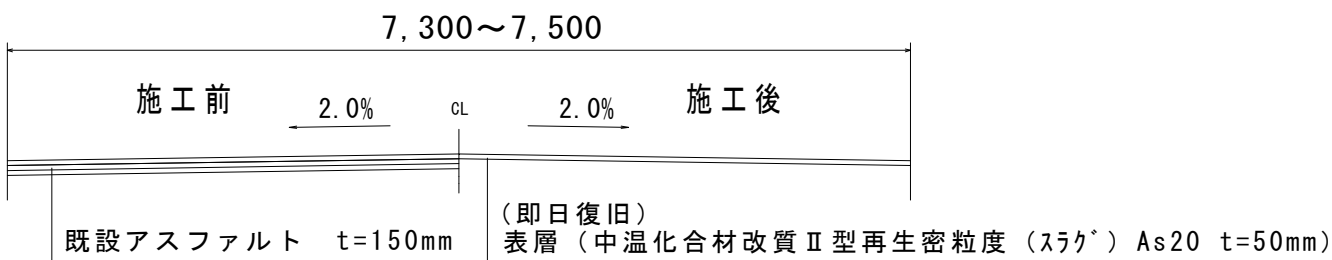 7,300～7,500
施工前
2.0%
CL
2.0%
施工後
(即日復旧)
既設アスファルト t=150mm
表層（中温化合材改質Ⅱ型再生密粒度（ｽﾗｸﾞ）As20 t=50mm）